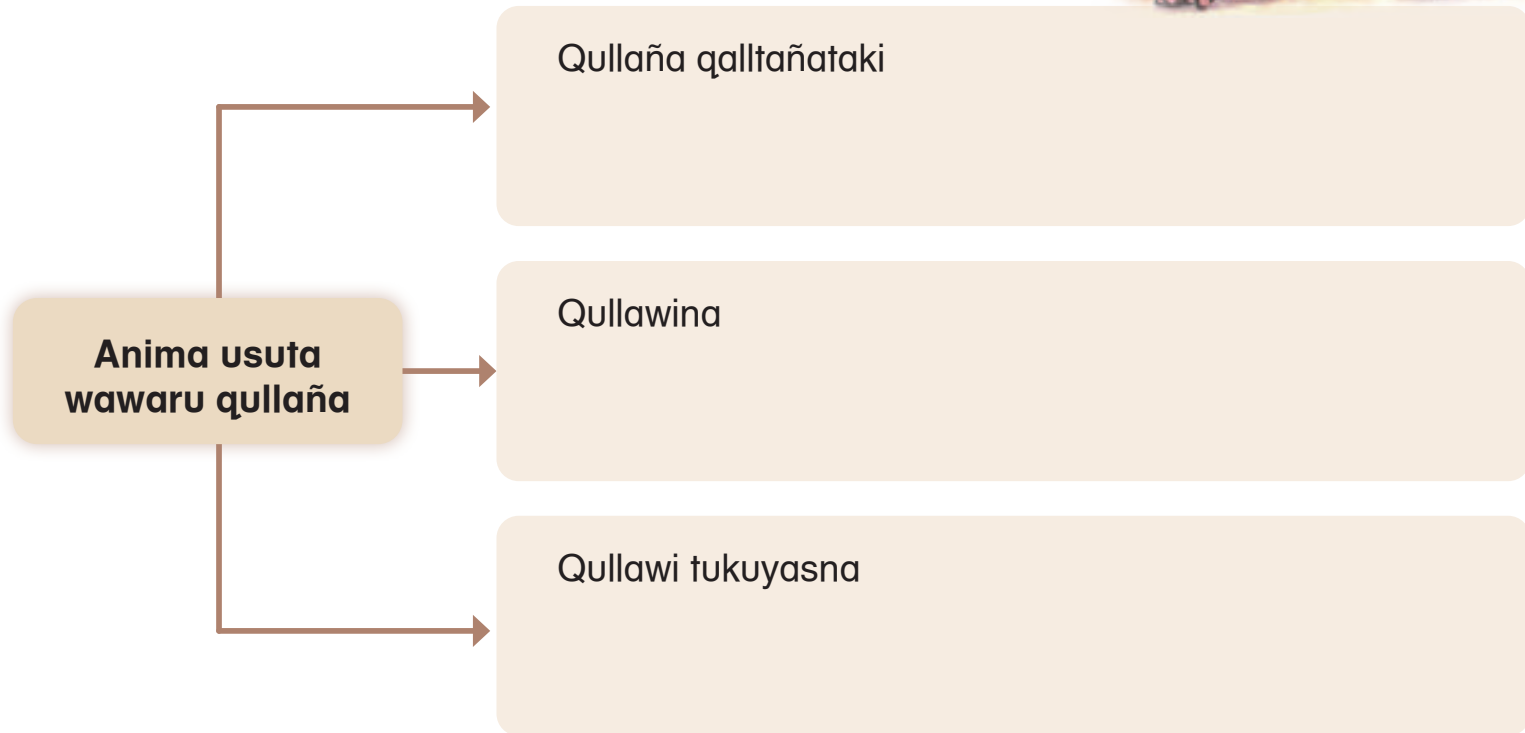 Qullaña qalltañataki
Anima usuta
wawaru qullaña
Qullawina
Qullawi tukuyasna